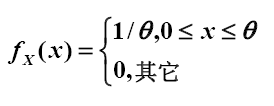 f_X(x) = { 1/θ, 0 ≤ x ≤ θ
0, 其它